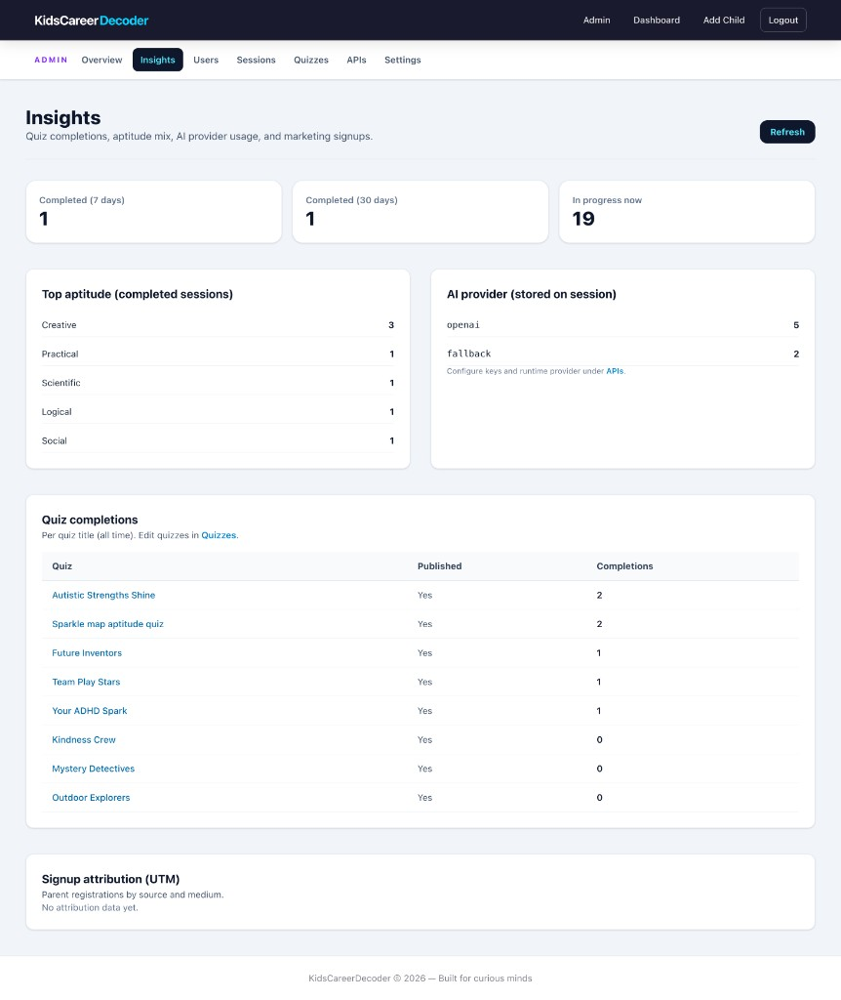 KidsCareerDecoder Admin Dashboard Add Child Logout
ADMIN Overview Insights Users Sessions Quizzes APIs Settings
Insights
Quiz completions, aptitude mix, AI provider usage, and marketing signups.
Refresh
Completed (7 days)
1
Completed (30 days)
1
In progress now
19
Top aptitude (completed sessions)
Creative 3
Practical 1
Scientific 1
Logical 1
Social 1
AI provider (stored on session)
openai 5
fallback 2
Configure keys and runtime provider under APIs.
Quiz completions
Per quiz title (all time). Edit quizzes in Quizzes.
Quiz Published Completions
Autistic Strengths Shine Yes 2
Sparkle map aptitude quiz Yes 2
Future Inventors Yes 1
Team Play Stars Yes 1
Your ADHD Spark Yes 1
Kindness Crew Yes 0
Mystery Detectives Yes 0
Outdoor Explorers Yes 0
Signup attribution (UTM)
Parent registrations by source and medium.
No attribution data yet.
KidsCareerDecoder © 2026 — Built for curious minds